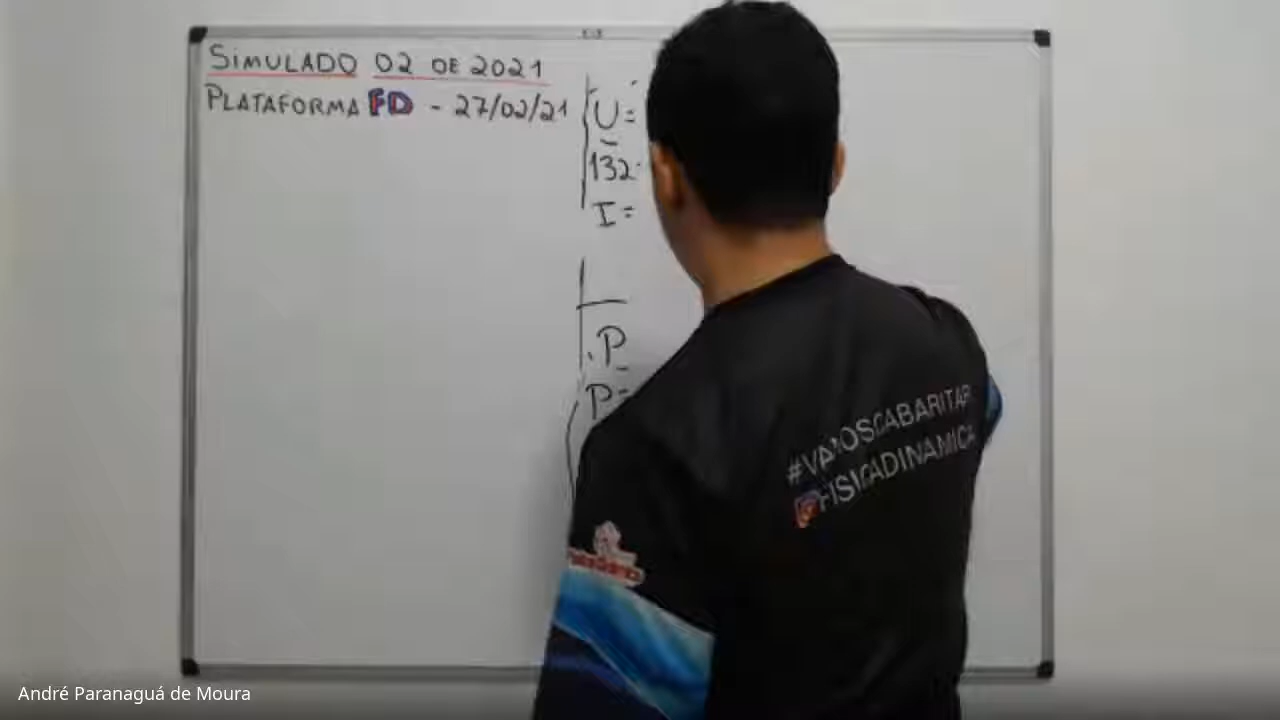 SIMULADO 02 DE 2021
PLATAFORMA FD - 27/02/21
U=
132
I=
P
P=
#VAMOSGABARITAR
@FISICADINAMICA
André Paranaguá de Moura